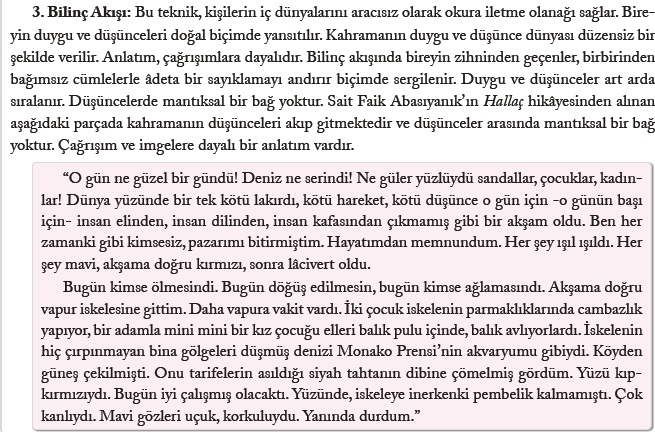 3. Bilinç Akışı: Bu teknik, kişilerin iç dünyalarını aracısız olarak okura iletme olanağı sağlar. Bire-
yin duygu ve düşünceleri doğal biçimde yansıtılır. Kahramanın duygu ve düşünce dünyası düzensiz bir
şekilde verilir. Anlatım, çağrışımlara dayalıdır. Bilinç akışında bireyin zihninden geçenler, birbirinden
bağımsız cümlelerle âdeta bir sayıklamayı andırır biçimde sergilenir. Duygu ve düşünceler art arda
sıralanır. Düşüncelerde mantıksal bir bağ yoktur. Sait Faik Abasıyanık’ın Hallaç hikâyesinden alınan
aşağıdaki parçada kahramanın düşünceleri akıp gitmektedir ve düşünceler arasında mantıksal bir bağ
yoktur. Çağrışım ve imgelere dayalı bir anlatım vardır.
“O gün ne güzel bir gündü! Deniz ne serindi! Ne güler yüzlüydü sandallar, çocuklar, kadın-
lar! Dünya yüzünde bir tek kötü lakırdı, kötü hareket, kötü düşünce o gün için -o günün başı
için- insan elinden, insan dilinden, insan kafasından çıkmamış gibi bir akşam oldu. Ben her
zamanki gibi kimsesiz, pazarımı bitirmiştim. Hayatımdan memnundum. Her şey ışıl ışıldı. Her
şey mavi, akşama doğru kırmızı, sonra lâcivert oldu.
Bugün kimse ölmesindi. Bugün döğüş edilmesin, bugün kimse ağlamasındı. Akşama doğru
vapur iskelesine gittim. Daha vapura vakit vardı. İki çocuk iskelenin parmaklıklarında cambazlık
yapıyor, bir adamla mini mini bir kız çocuğu elleri balık pulu içinde, balık avlıyorlardı. İskelenin
hiç çırpınmayan bina gölgeleri düşmüş denizi Monako Prensi’nin akvaryumu gibiydi. Köyden
güneş çekilmişti. Onu tarifelerin asıldığı siyah tahtanın dibine çömelmiş gördüm. Yüzü kıp-
kırmızıydı. Bugün iyi çalışmış olacaktı. Yüzünde, iskeleye inerkenki pembelik kalmamıştı. Çok
kanlıydı. Mavi gözleri uçuk, korkuluydu. Yanında durdum.”